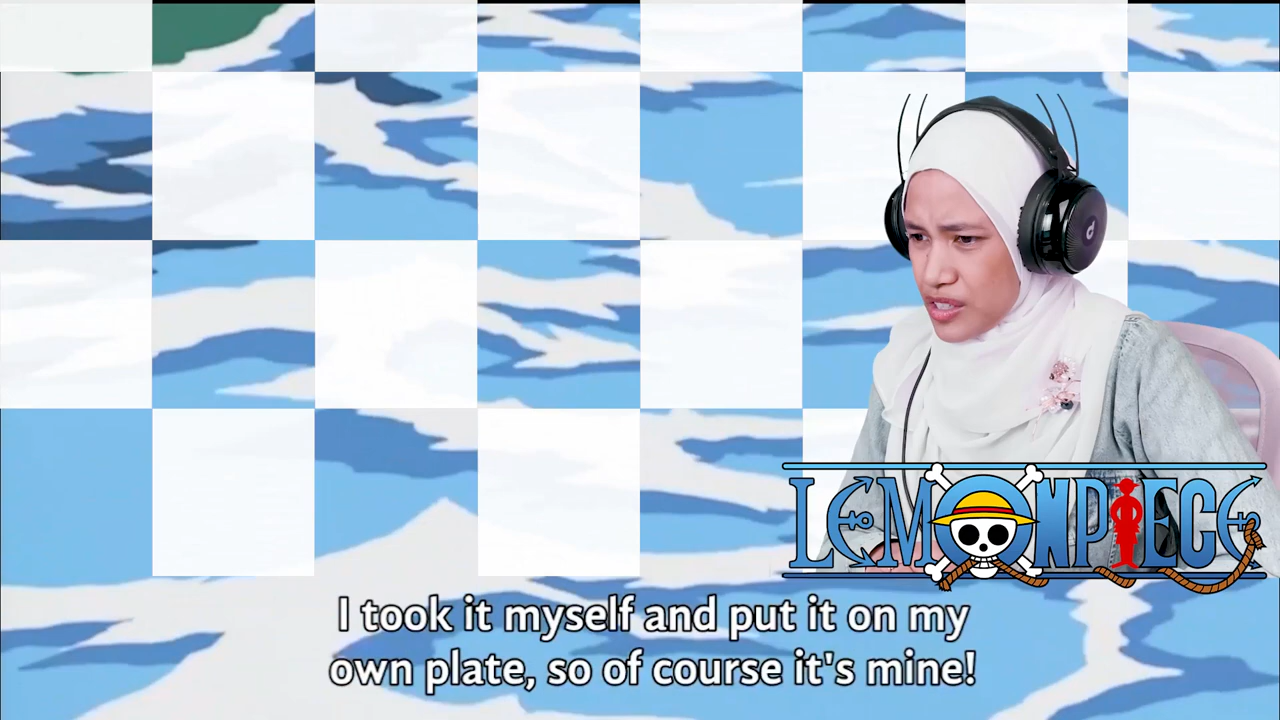 LEMONPIECE
I took it myself and put it on my
own plate, so of course it's mine!